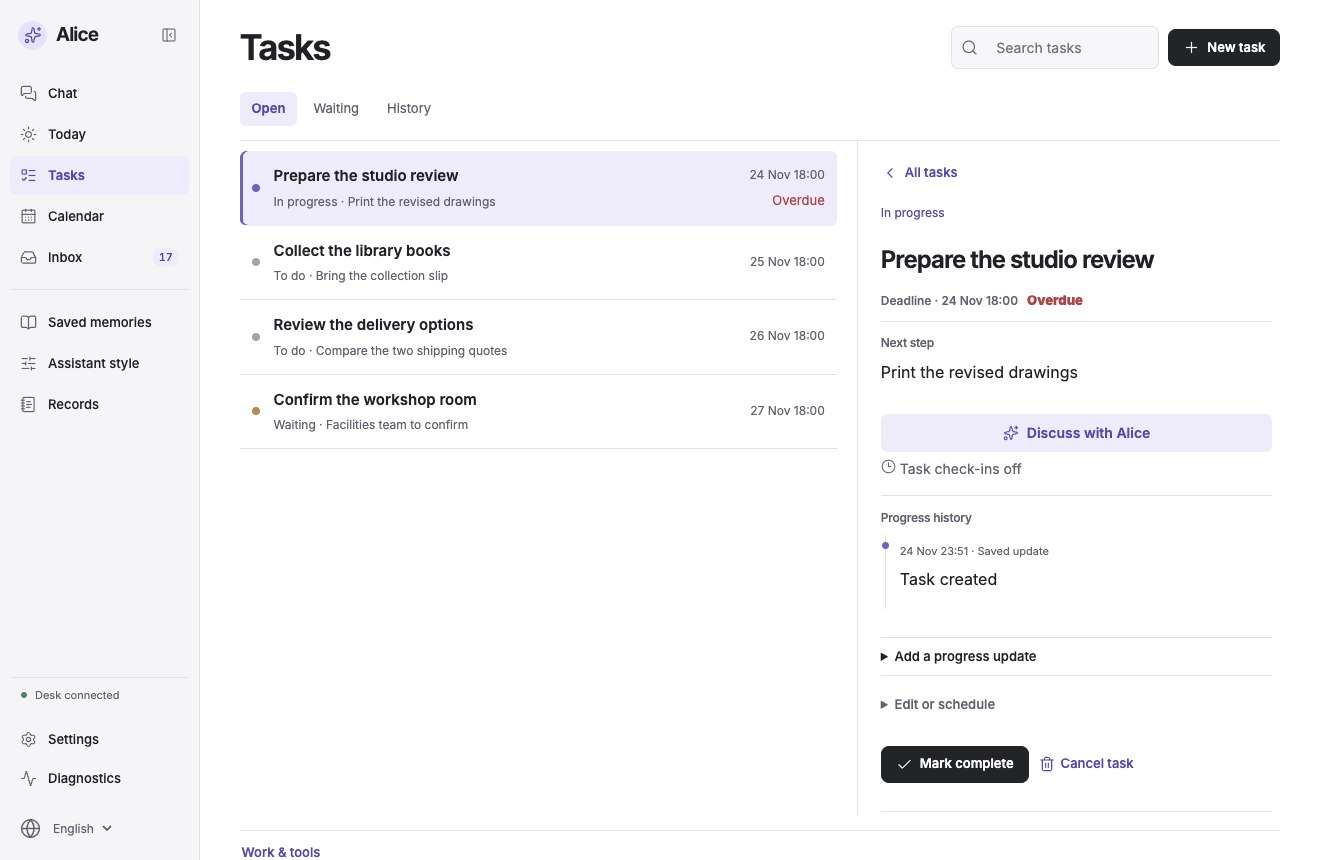 Alice
Chat
Today
Tasks
Calendar
Inbox 17
Saved memories
Assistant style
Records
Desk connected
Settings
Diagnostics
English
Tasks
Search tasks
New task
Open Waiting History
Prepare the studio review 24 Nov 18:00
In progress · Print the revised drawings Overdue
Collect the library books
25 Nov 18:00
To do · Bring the collection slip
Review the delivery options
26 Nov 18:00
To do · Compare the two shipping quotes
Confirm the workshop room
27 Nov 18:00
Waiting · Facilities team to confirm
All tasks
In progress
Prepare the studio review
Deadline · 24 Nov 18:00 Overdue
Next step
Print the revised drawings
Discuss with Alice
Task check-ins off
Progress history
24 Nov 23:51 · Saved update
Task created
Add a progress update
Edit or schedule
Mark complete Cancel task
Work & tools